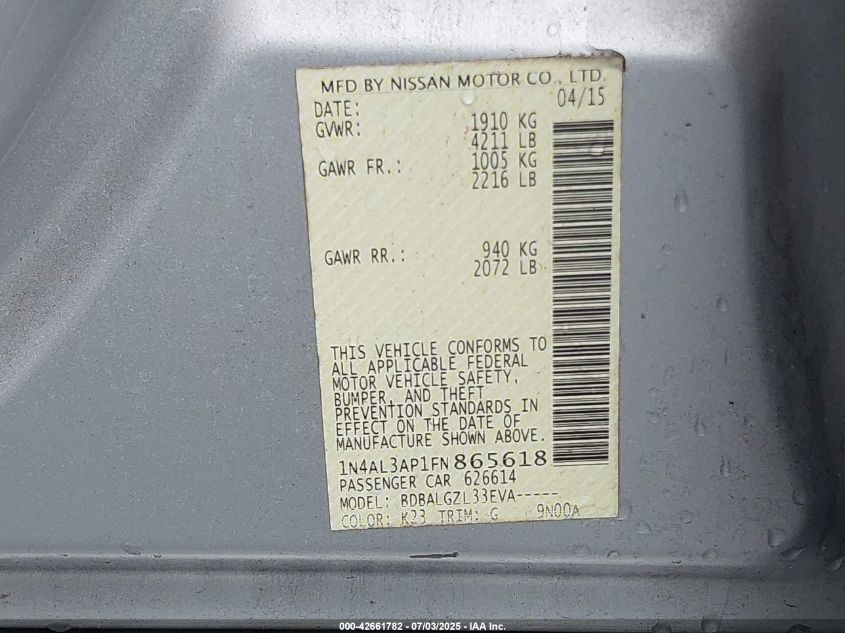 MFD BY NISSAN MOTOR CO., LTD.
DATE: 04/15
GVWR: 1910 KG
4211 LB
GAWR FR.: 1005 KG
2216 LB
GAWR RR.: 940 KG
2072 LB
THIS VEHICLE CONFORMS TO
ALL APPLICABLE FEDERAL
MOTOR VEHICLE SAFETY,
BUMPER, AND THEFT
PREVENTION STANDARDS IN
EFFECT ON THE DATE OF
MANUFACTURE SHOWN ABOVE.
1N4AL3AP1FN865618
PASSENGER CAR 626614
MODEL: BDBALGZL33EVA-----
COLOR: K23 TRIM: G 9N00A
000-42661782 - 07/03/2025 - IAA Inc.